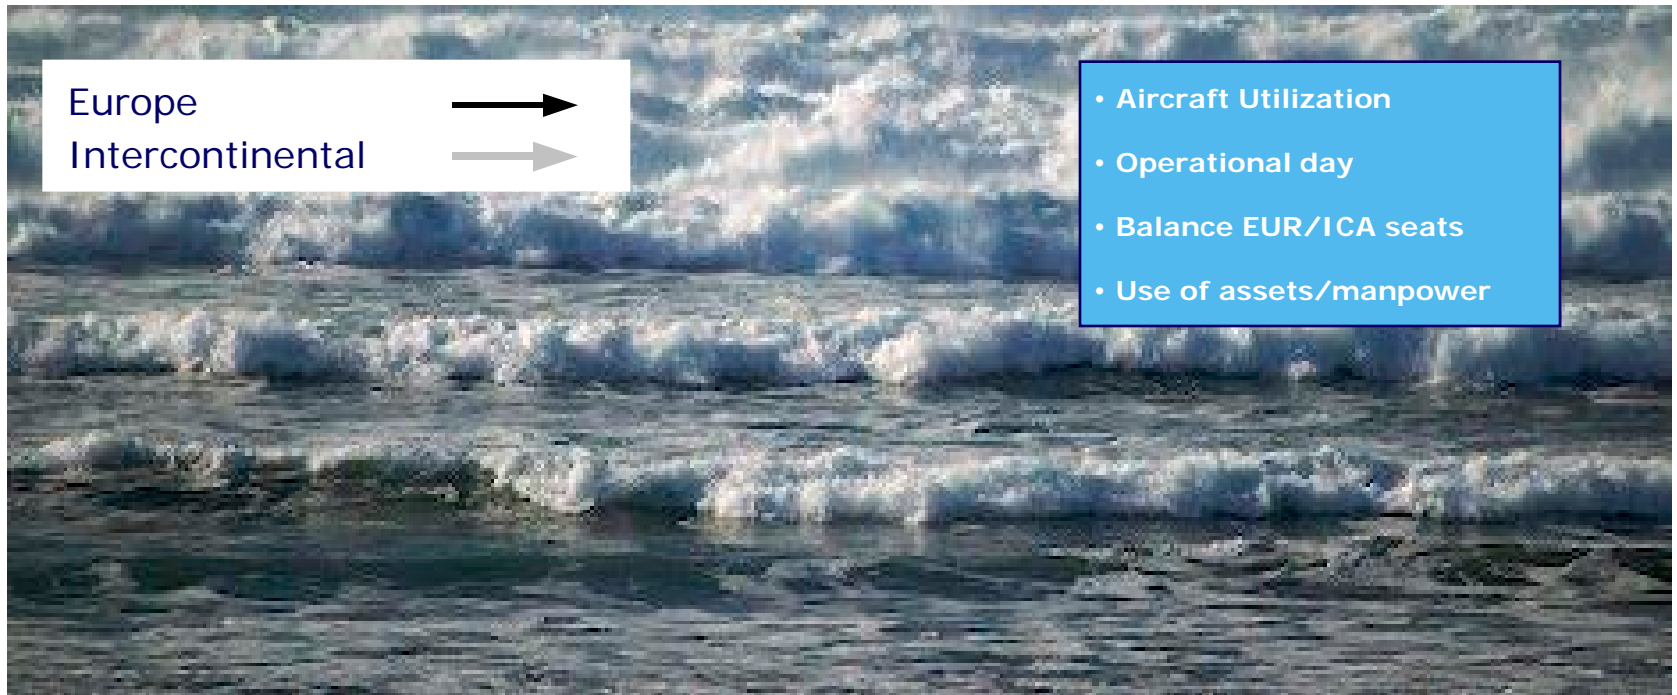 Europe
Intercontinental
• Aircraft Utilization
• Operational day
• Balance EUR/ICA seats
• Use of assets/manpower